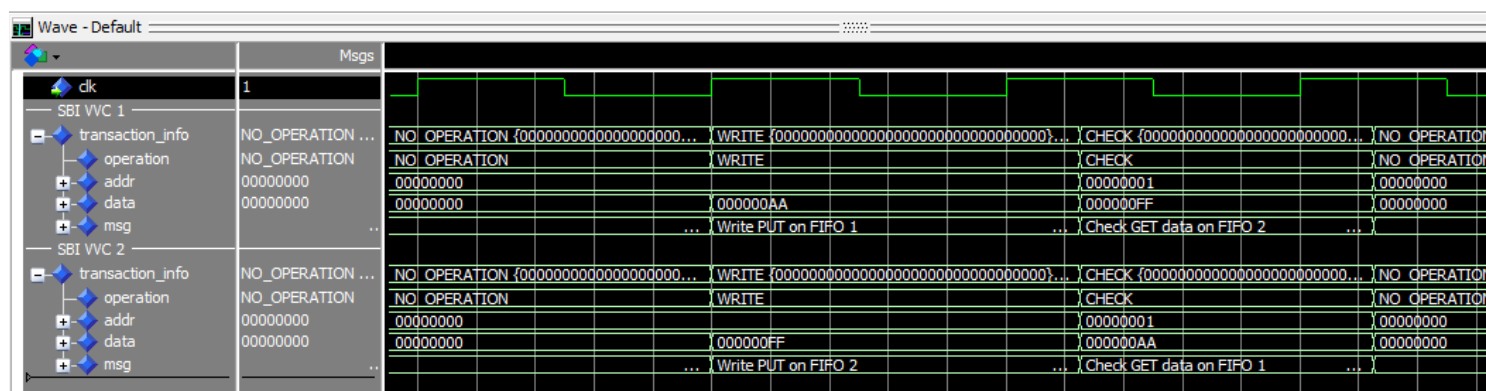 Wave - Default
Msgs
clk 1
SBI VVC 1
transaction_info NO_OPERATION ... NO_OPERATION {0000000000000000000... WRITE {00000000000000000000000000000000}... CHECK {000000000000000000000000... NO_OPERATION
operation NO_OPERATION NO_OPERATION WRITE CHECK NO_OPERATION
addr 00000000 00000000 00000001 00000000
data 00000000 00000000 000000AA 000000FF 00000000
msg .. ... Write PUT on FIFO 1 ... Check GET data on FIFO 2 ...
SBI VVC 2
transaction_info NO_OPERATION ... NO_OPERATION {0000000000000000000... WRITE {00000000000000000000000000000000}... CHECK {000000000000000000000000... NO_OPERATION
operation NO_OPERATION NO_OPERATION WRITE CHECK NO_OPERATION
addr 00000000 00000000 00000001 00000000
data 00000000 00000000 000000FF 000000AA 00000000
msg .. ... Write PUT on FIFO 2 ... Check GET data on FIFO 1 ...